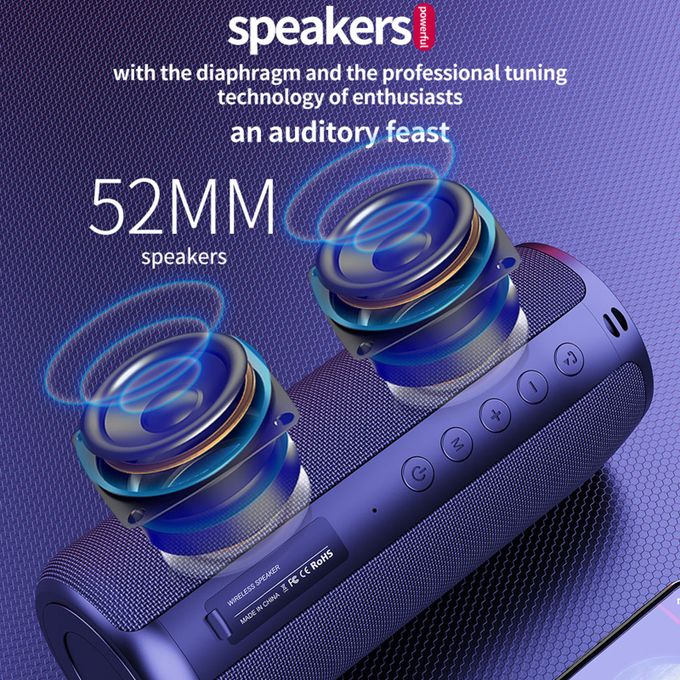 speakers powerful
with the diaphragm and the professional tuning
technology of enthusiasts
an auditory feast
52MM
speakers
M
WIRELESS SPEAKER
MADE IN CHINA FC CE RoHS